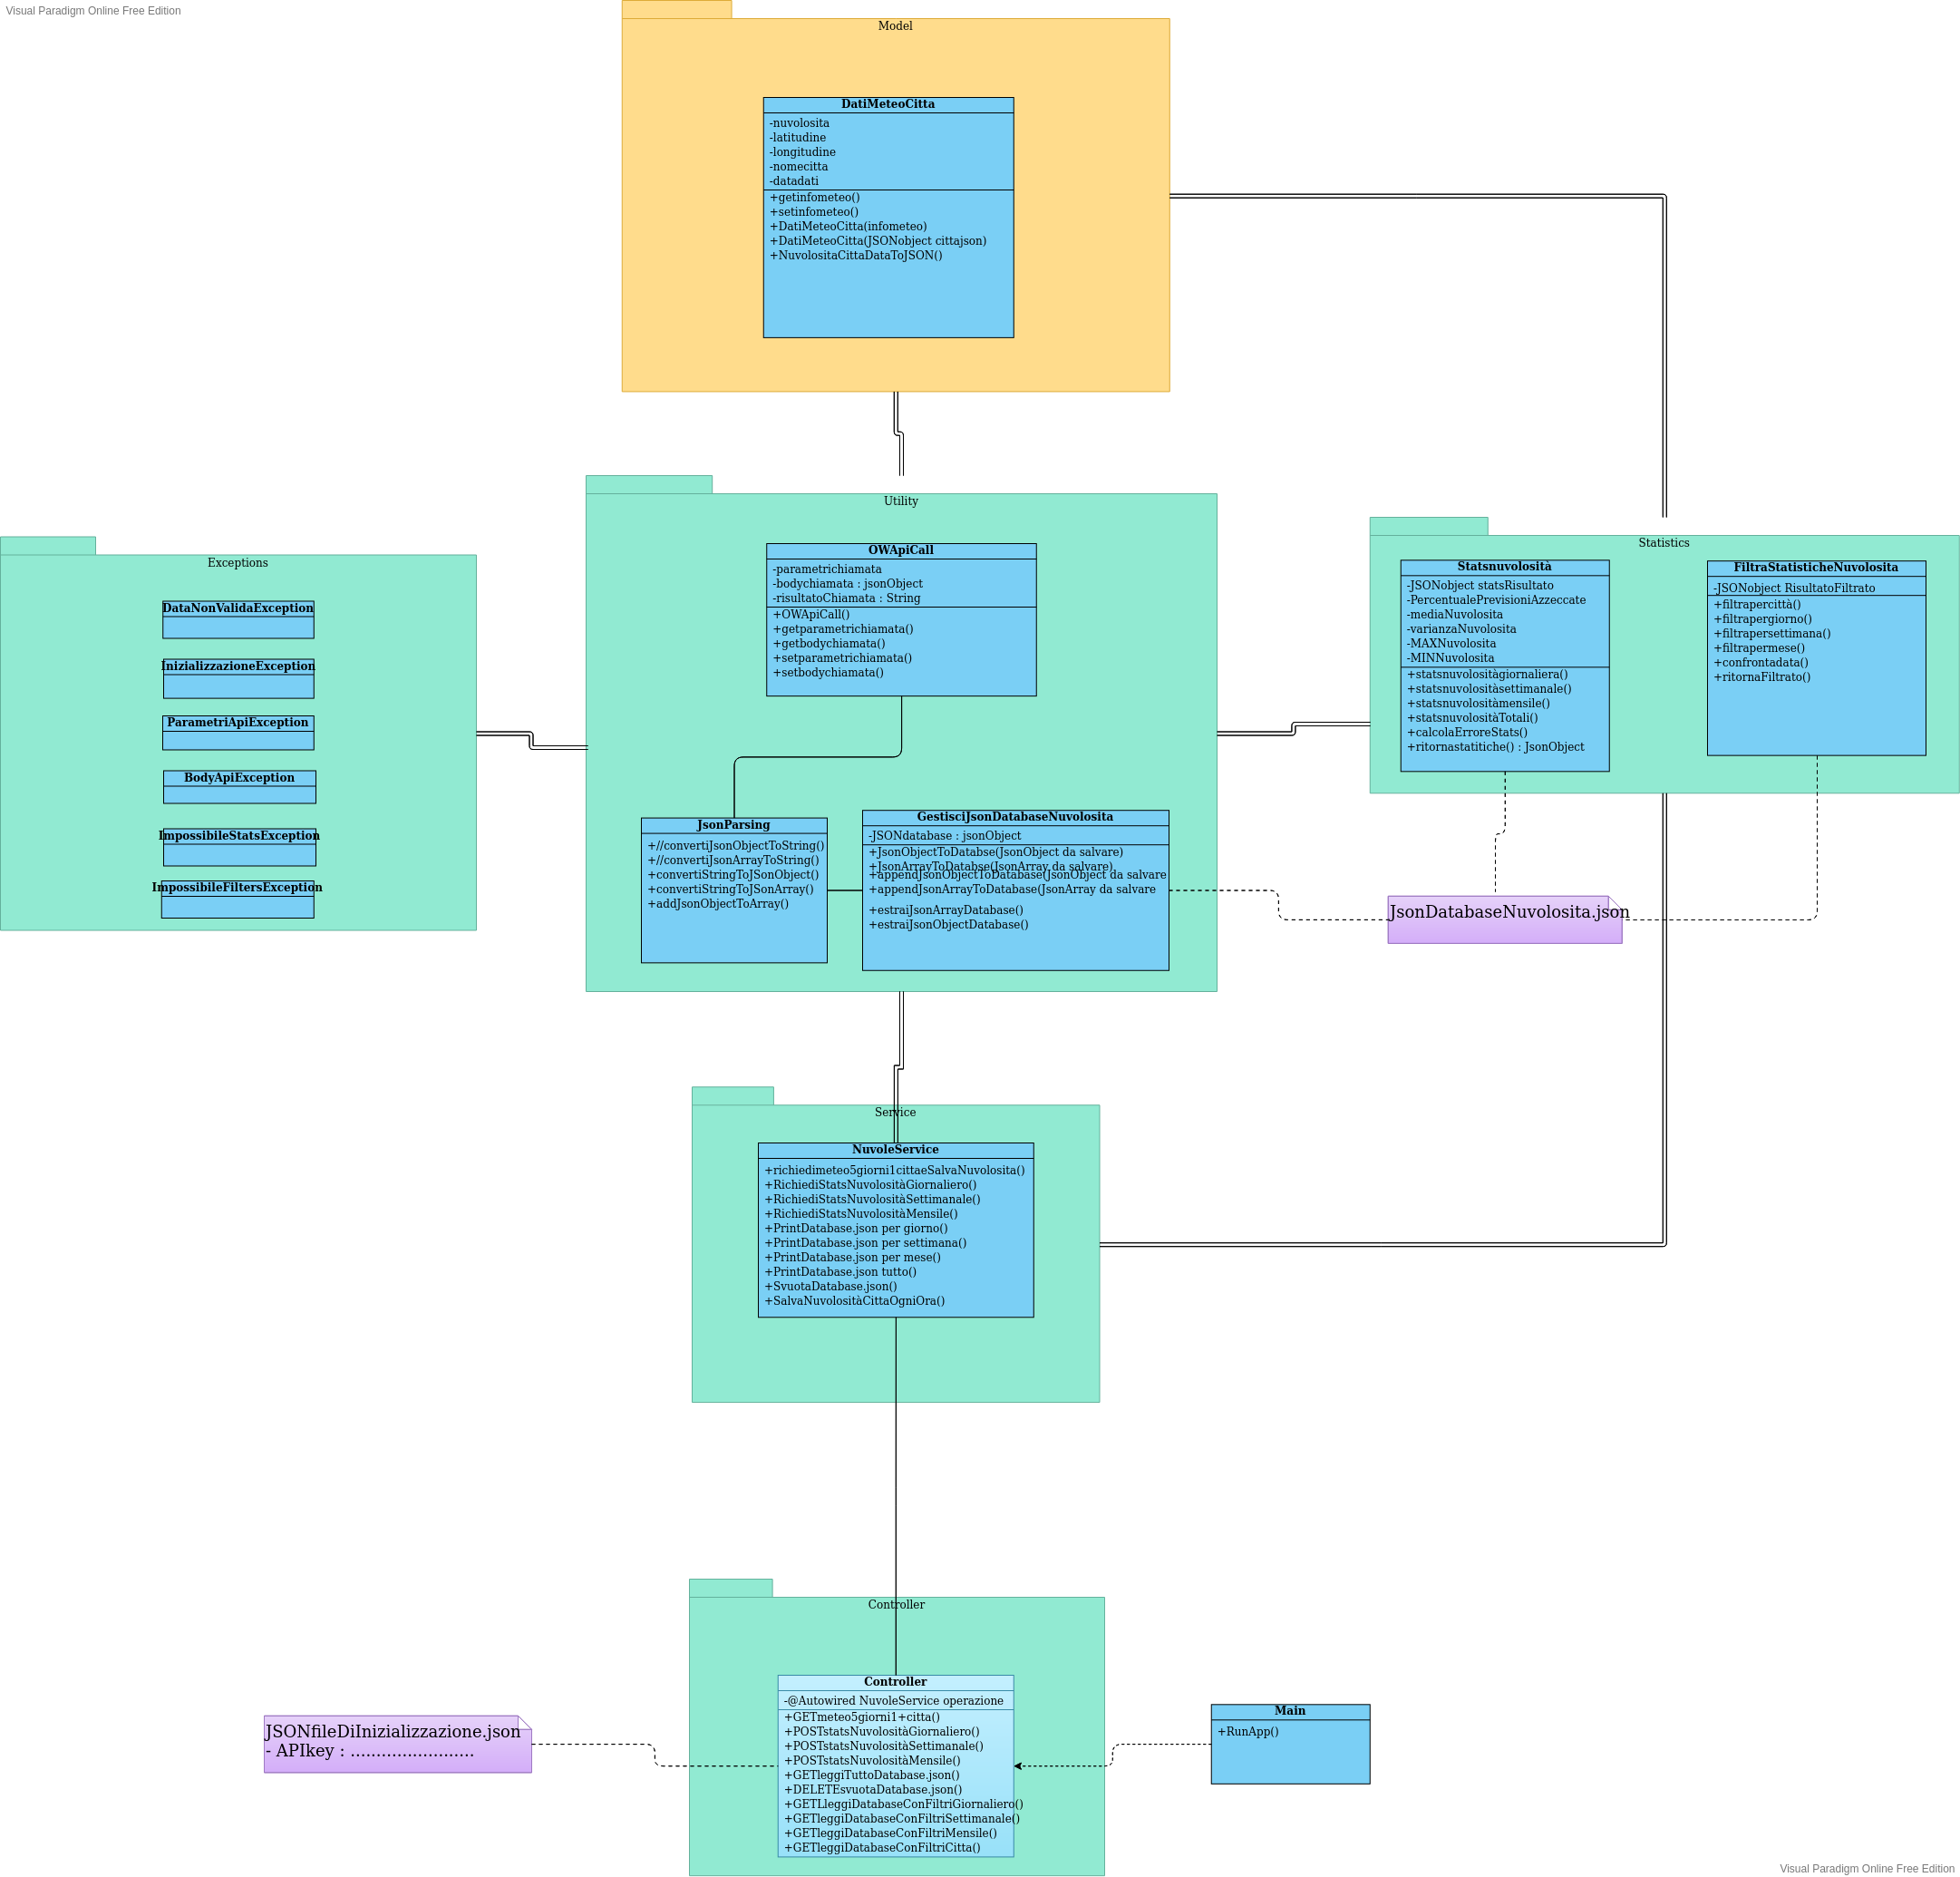 Visual Paradigm Online Free Edition
Model
DatiMeteoCitta
-nuvolosita
-latitudine
-longitudine
-nomecitta
-datadati
+getinfometeo()
+setinfometeo()
+DatiMeteoCitta(infometeo)
+DatiMeteoCitta(JSONobject cittajson)
+NuvolositaCittaDataToJSON()
Exceptions
DataNonValidaException
InizializzazioneException
ParametriApiException
BodyApiException
ImpossibileStatsException
ImpossibileFiltersException
Utility
OWApiCall
-parametrichiamata
-bodychiamata : jsonObject
-risultatoChiamata : String
+OWApiCall()
+getparametrichiamata()
+getbodychiamata()
+setparametrichiamata()
+setbodychiamata()
JsonParsing
+//convertiJsonObjectToString()
+//convertiJsonArrayToString()
+convertiStringToJSonObject()
+convertiStringToJSonArray()
+addJsonObjectToArray()
GestisciJsonDatabaseNuvolosita
-JSONdatabase : jsonObject
+JsonObjectToDatabse(JsonObject da salvare)
+JsonArrayToDatabse(JsonArray da salvare)
+appendJsonObjectToDatabase(JsonObject da salvare
+appendJsonArrayToDatabase(JsonArray da salvare
+estraiJsonArrayDatabase()
+estraiJsonObjectDatabase()
Statistics
Statsnuvolosità
-JSONobject statsRisultato
-PercentualePrevisioniAzzeccate
-mediaNuvolosita
-varianzaNuvolosita
-MAXNuvolosita
-MINNuvolosita
+statsnuvolositàgiornaliera()
+statsnuvolositàsettimanale()
+statsnuvolositàmensile()
+statsnuvolositàTotali()
+calcolaErroreStats()
+ritornastatitiche() : JsonObject
FiltraStatisticheNuvolosita
-JSONobject RisultatoFiltrato
+filtrapercittà()
+filtrapergiorno()
+filtrapersettimana()
+filtrapermese()
+confrontadata()
+ritornaFiltrato()
JsonDatabaseNuvolosita.json
Service
NuvoleService
+richiedimeteo5giorni1cittaeSalvaNuvolosita()
+RichiediStatsNuvolositàGiornaliero()
+RichiediStatsNuvolositàSettimanale()
+RichiediStatsNuvolositàMensile()
+PrintDatabase.json per giorno()
+PrintDatabase.json per settimana()
+PrintDatabase.json per mese()
+PrintDatabase.json tutto()
+SvuotaDatabase.json()
+SalvaNuvolositàCittaOgniOra()
Controller
Controller
-@Autowired NuvoleService operazione
+GETmeteo5giorni1+citta()
+POSTstatsNuvolositàGiornaliero()
+POSTstatsNuvolositàSettimanale()
+POSTstatsNuvolositàMensile()
+GETleggiTuttoDatabase.json()
+DELETEsvuotaDatabase.json()
+GETLleggiDatabaseConFiltriGiornaliero()
+GETleggiDatabaseConFiltriSettimanale()
+GETleggiDatabaseConFiltriMensile()
+GETleggiDatabaseConFiltriCitta()
JSONfileDiInizializzazione.json
- APIkey : ........................
Main
+RunApp()
Visual Paradigm Online Free Edition